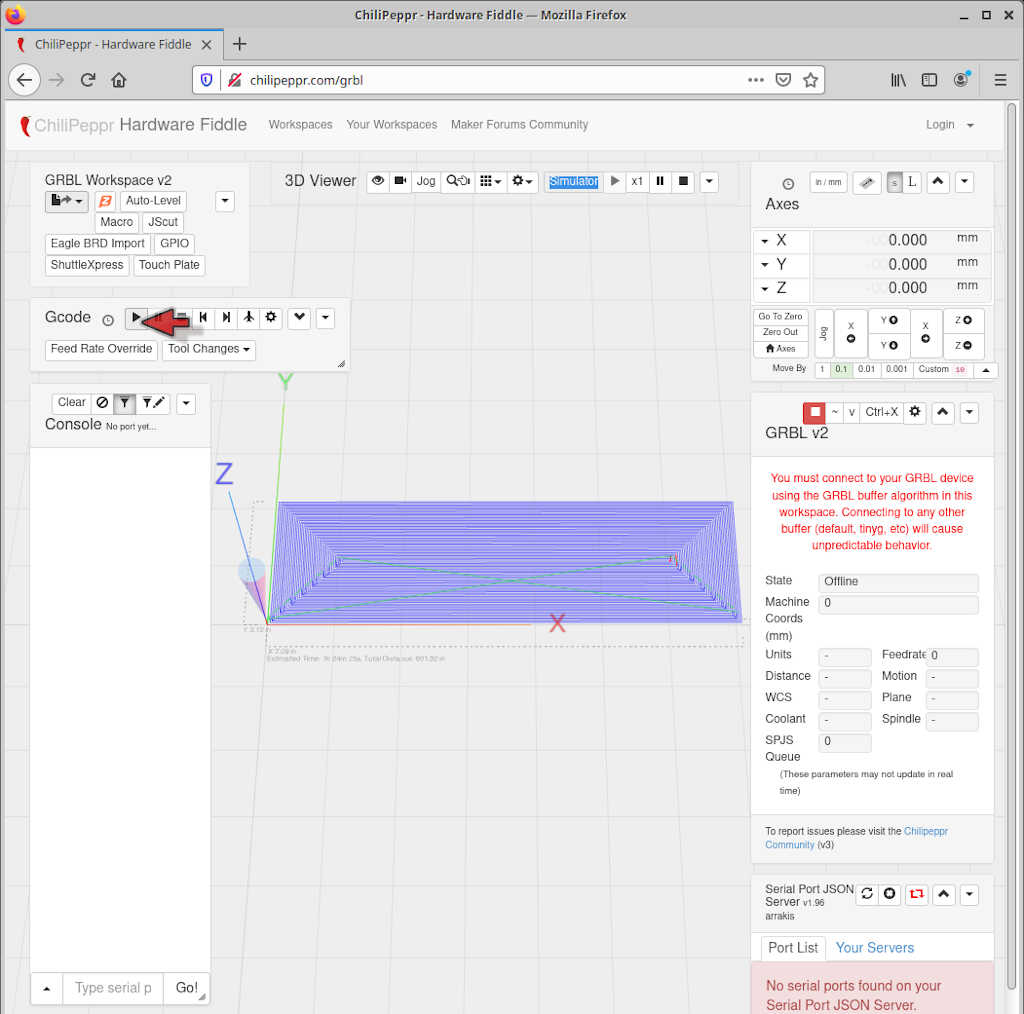 ChiliPeppr - Hardware Fiddle — Mozilla Firefox
ChiliPeppr - Hardware Fiddle
chilipeppr.com/grbl
ChiliPeppr Hardware Fiddle
Workspaces
Your Workspaces
Maker Forums Community
Login
GRBL Workspace v2
Auto-Level
Macro
JScut
Eagle BRD Import
GPIO
ShuttleXpress
Touch Plate
3D Viewer
Jog
Simulator
x1
in / mm
s
L
Axes
X
0.000
mm
Y
0.000
mm
Z
0.000
mm
Go To Zero
Zero Out
Axes
Jog
X
Y
Y
X
Z
Z
Move By
1
0.1
0.01
0.001
Custom
10
Gcode
Feed Rate Override
Tool Changes
Clear
Console No port yet...
Y
Z
X
Estimated Time: 1h 24m 25s, Total Distance:
~
v
Ctrl+X
GRBL v2
You must connect to your GRBL device
using the GRBL buffer algorithm in this
workspace. Connecting to any other
buffer (default, tinyg, etc) will cause
unpredictable behavior.
State
Offline
Machine
Coords
(mm)
0
Units
-
Feedrate
0
Distance
-
Motion
-
WCS
-
Plane
-
Coolant
-
Spindle
-
SPJS
Queue
0
(These parameters may not update in real
time)
To report issues please visit the Chilipeppr
Community (v3)
Serial Port JSON
Server v1.96
arrakis
Port List
Your Servers
No serial ports found on your
Serial Port JSON Server.
Type serial p
Go!